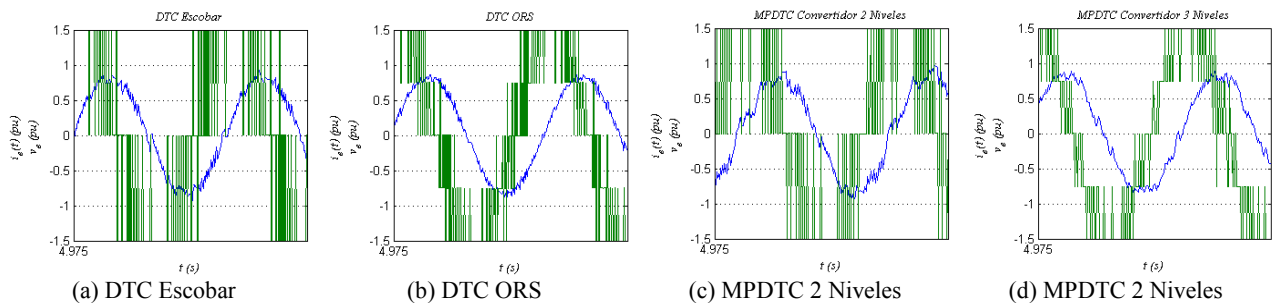 DTC Escobar
1.5
1
0.5
0
-0.5
-1
-1.5
i_e(t) (pu)
v_e (pu)
4.975
t (s)
(a) DTC Escobar
DTC ORS
1.5
1
0.5
0
-0.5
-1
-1.5
i_e(t) (pu)
v_e (pu)
4.975
t (s)
(b) DTC ORS
MPDTC Convertidor 2 Niveles
1.5
1
0.5
0
-0.5
-1
-1.5
i_e(t) (pu)
v_e (pu)
4.975
t (s)
(c) MPDTC 2 Niveles
MPDTC Convertidor 3 Niveles
1.5
1
0.5
0
-0.5
-1
-1.5
i_e(t) (pu)
v_e (pu)
4.975
t (s)
(d) MPDTC 2 Niveles